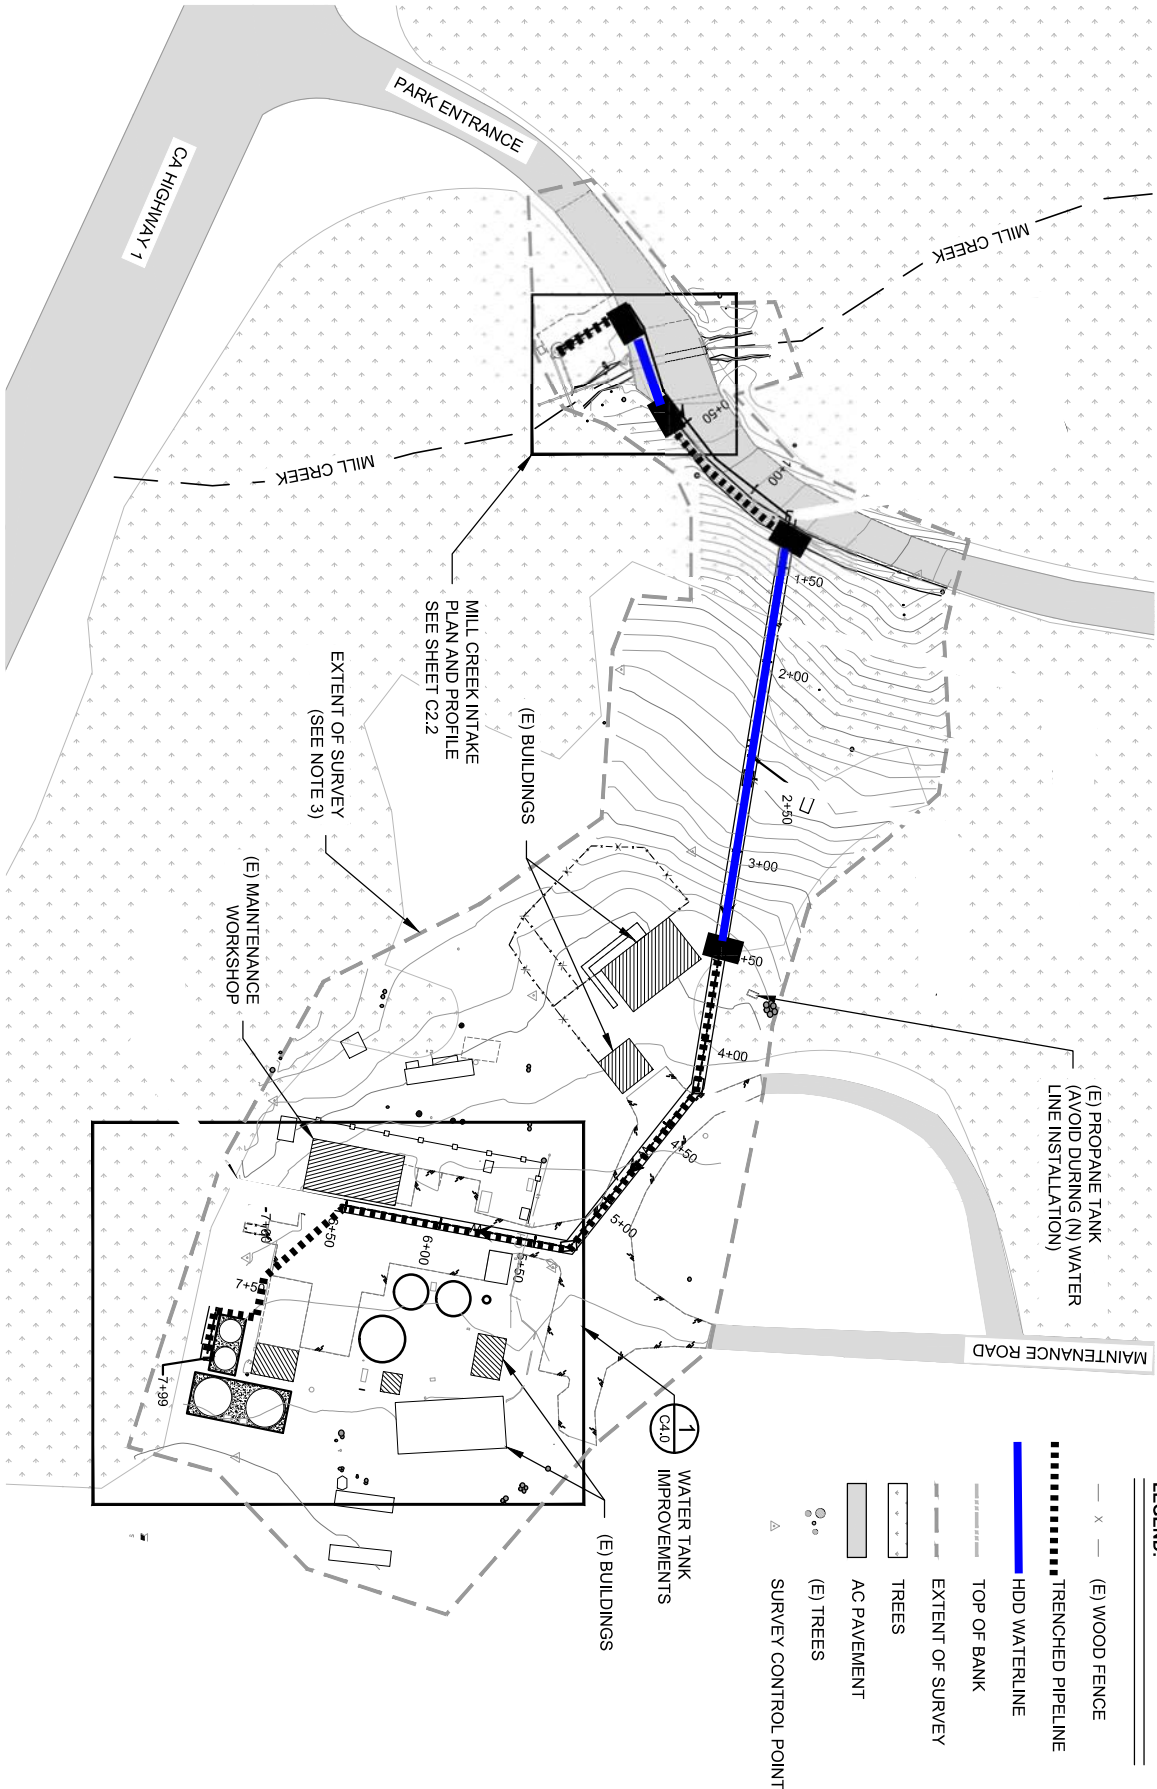 PARK ENTRANCE
CA HIGHWAY 1
MILL CREEK
MILL CREEK
0+50
1+00
1+50
2+00
2+50
3+00
+50
4+00
4+50
5+00
5+50
6+00
6+50
7+00
7+50
7+99
MILL CREEK INTAKE
PLAN AND PROFILE
SEE SHEET C2.2
EXTENT OF SURVEY
(SEE NOTE 3)
(E) BUILDINGS
(E) MAINTENANCE
WORKSHOP
(E) PROPANE TANK
(AVOID DURING (N) WATER
LINE INSTALLATION)
MAINTENANCE ROAD
1
C4.0
WATER TANK
IMPROVEMENTS
(E) BUILDINGS
LEGEND:
X
(E) WOOD FENCE
TRENCHED PIPELINE
HDD WATERLINE
TOP OF BANK
EXTENT OF SURVEY
TREES
AC PAVEMENT
(E) TREES
SURVEY CONTROL POINT